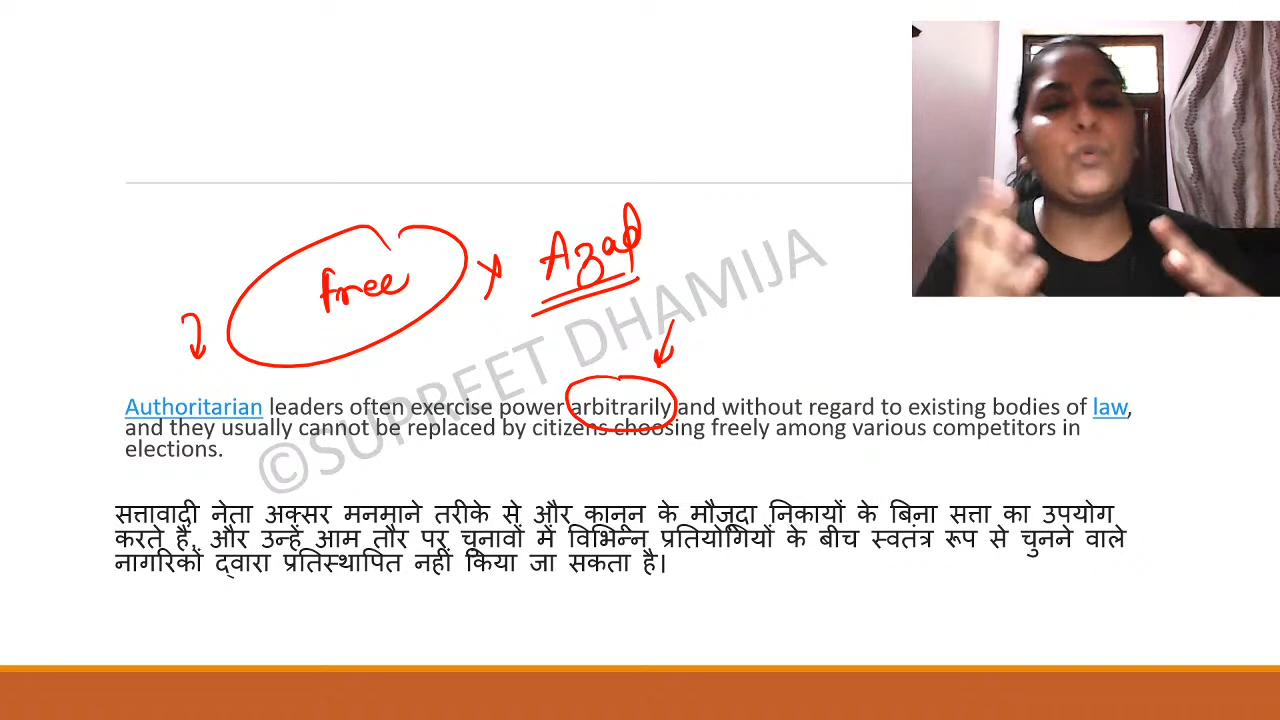 free x Azad
©SUPREET DHAMIJA
Authoritarian leaders often exercise power arbitrarily and without regard to existing bodies of law,
and they usually cannot be replaced by citizens choosing freely among various competitors in
elections.
सत्तावादी नेता अक्सर मनमाने तरीके से और कानून के मौजूदा निकायों के बिना सत्ता का उपयोग
करते हैं, और उन्हें आम तौर पर चुनावों में विभिन्न प्रतियोगियों के बीच स्वतंत्र रूप से चुनने वाले
नागरिकों द्वारा प्रतिस्थापित नहीं किया जा सकता है।